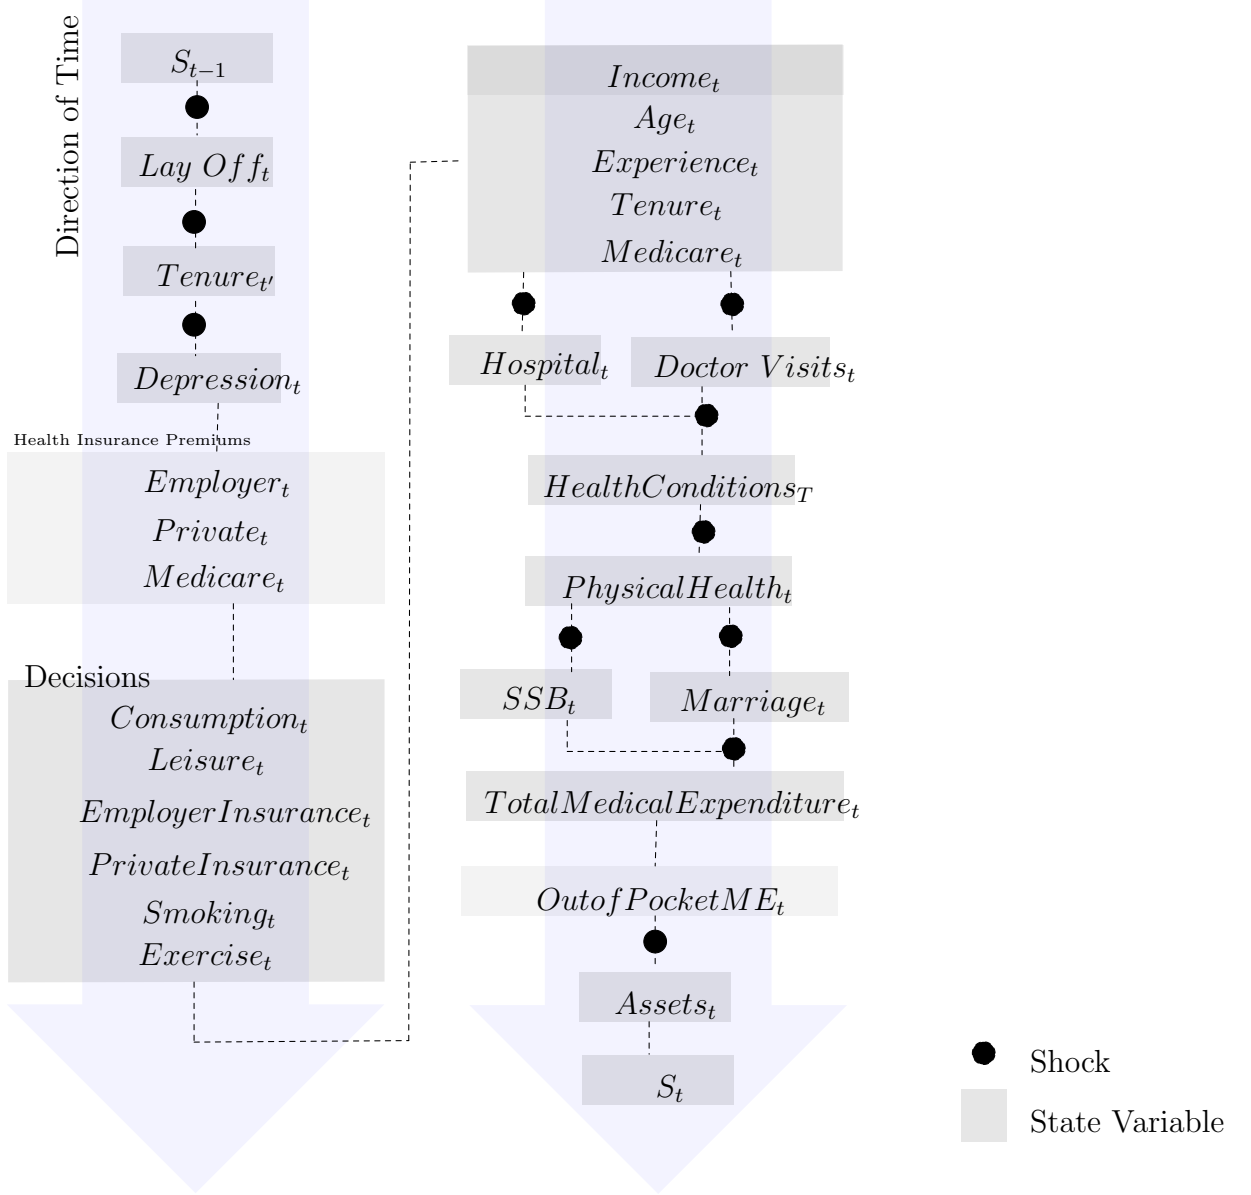 Direction of Time
S_{t−1}
Lay Off_t
Tenure_{t'}
Depression_t
Health Insurance Premiums
Employer_t
Private_t
Medicare_t
Decisions
Consumption_t
Leisure_t
EmployerInsurance_t
PrivateInsurance_t
Smoking_t
Exercise_t
Income_t
Age_t
Experience_t
Tenure_t
Medicare_t
Hospital_t
Doctor Visits_t
HealthConditions_T
PhysicalHealth_t
SSB_t
Marriage_t
TotalMedicalExpenditure_t
OutofPocketME_t
Assets_t
S_t
Shock
State Variable